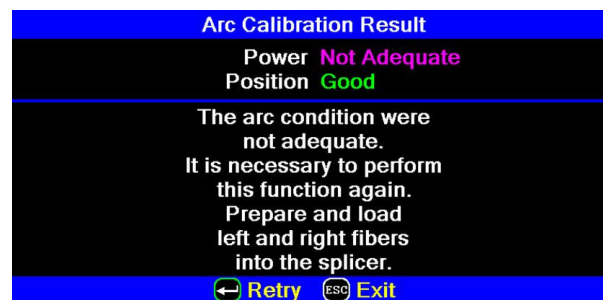 Arc Calibration Result
Power Not Adequate
Position Good
The arc condition were
not adequate.
It is necessary to perform
this function again.
Prepare and load
left and right fibers
into the splicer.
Retry ESC Exit